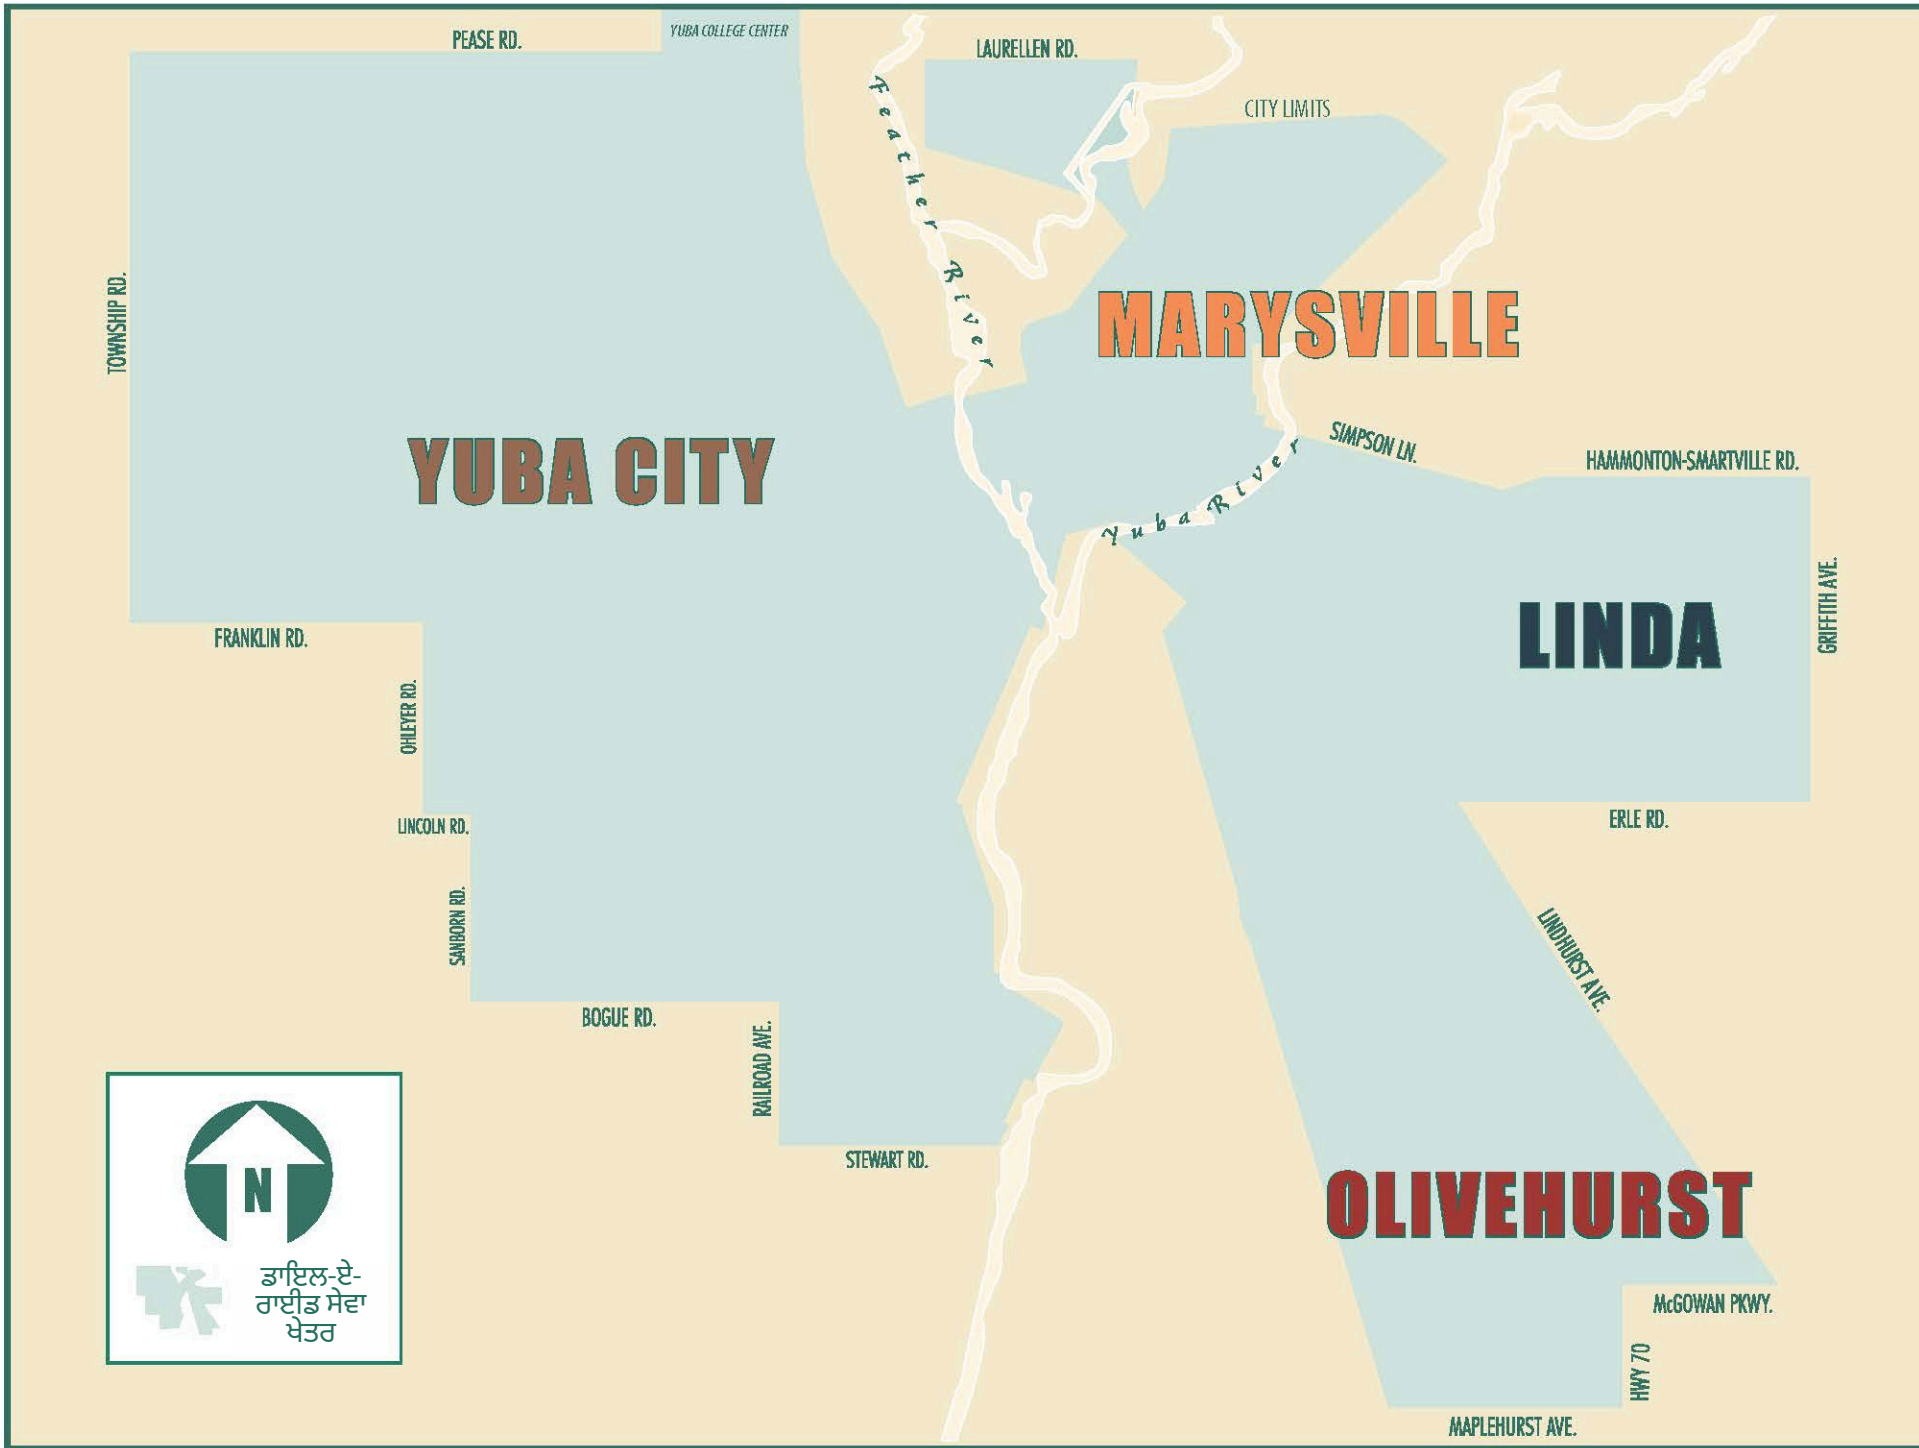 YUBA COLLEGE CENTER
PEASE RD.
LAURELLEN RD.
CITY LIMITS
Feather River
TOWNSHIP RD.
MARYSVILLE
YUBA CITY
SIMPSON LN.
HAMMONTON-SMARTVILLE RD.
Yuba River
GRIFFITH AVE.
LINDA
FRANKLIN RD.
OHLEYER RD.
LINCOLN RD.
ERLE RD.
SANBORN RD.
LINDHURST AVE.
BOGUE RD.
RAILROAD AVE.
STEWART RD.
OLIVEHURST
N
ਡਾਇਲ-ਏ-
ਰਾਈਡ ਸੇਵਾ
ਖੇਤਰ
McGOWAN PKWY.
HWY 70
MAPLEHURST AVE.